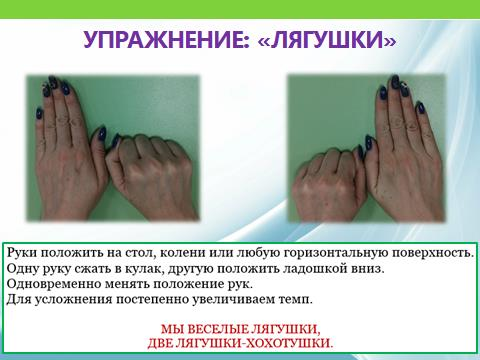 УПРАЖНЕНИЕ: «ЛЯГУШКИ»
Руки положить на стол, колени или любую горизонтальную поверхность.
Одну руку сжать в кулак, другую положить ладошкой вниз.
Одновременно менять положение рук.
Для усложнения постепенно увеличиваем темп.
МЫ ВЕСЕЛЫЕ ЛЯГУШКИ,
ДВЕ ЛЯГУШКИ-ХОХОТУШКИ.